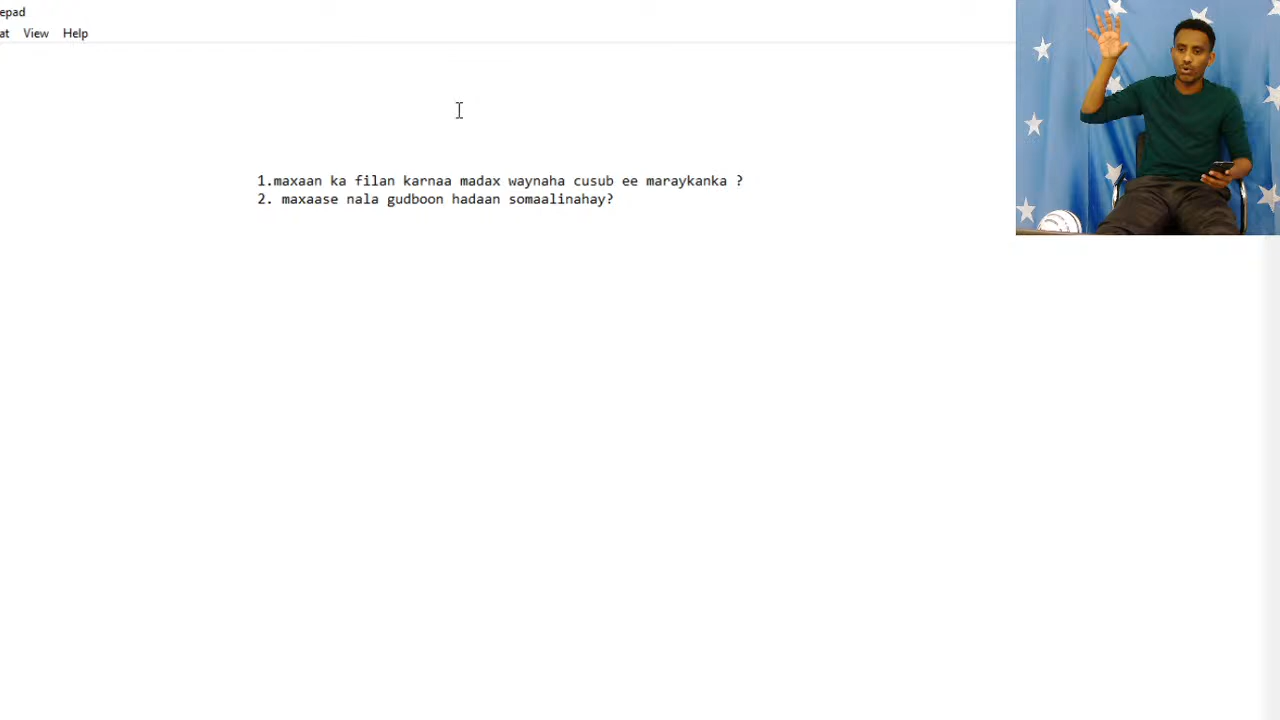 epad
at View Help
1.maxaan ka filan karnaa madax waynaha cusub ee maraykanka ?
2. maxaase nala gudboon hadaan somaalinahay?